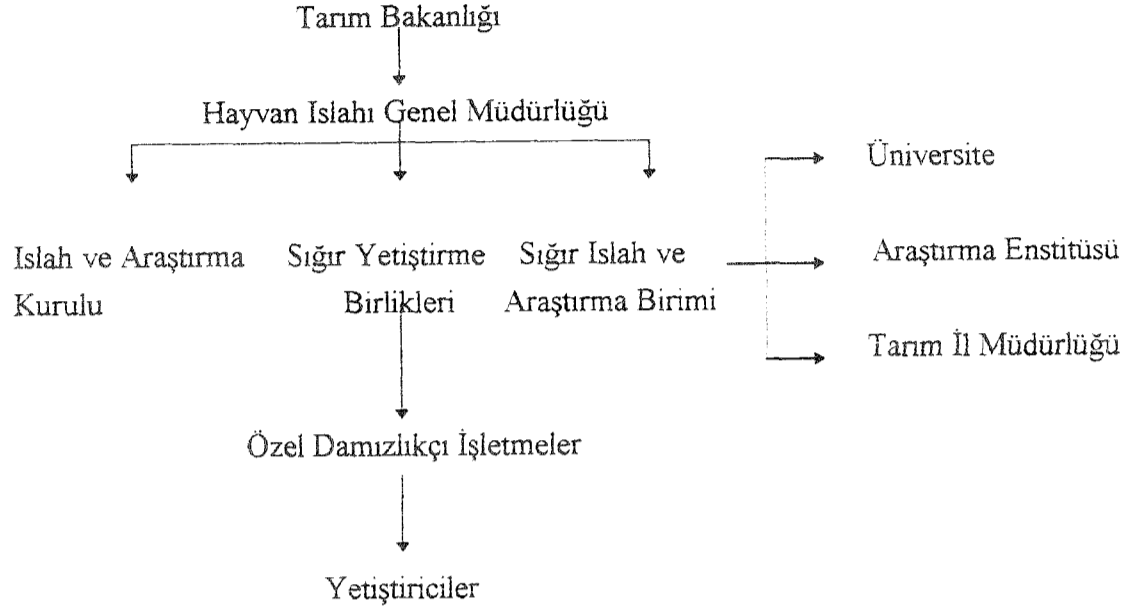 Tarım Bakanlığı
Hayvan Islahı Genel Müdürlüğü
Üniversite
Islah ve Araştırma
Kurulu
Sığır Yetiştirme
Birlikleri
Sığır Islah ve
Araştırma Birimi
Araştırma Enstitüsü
Tarım İl Müdürlüğü
Özel Damızlıkçı İşletmeler
Yetiştiriciler